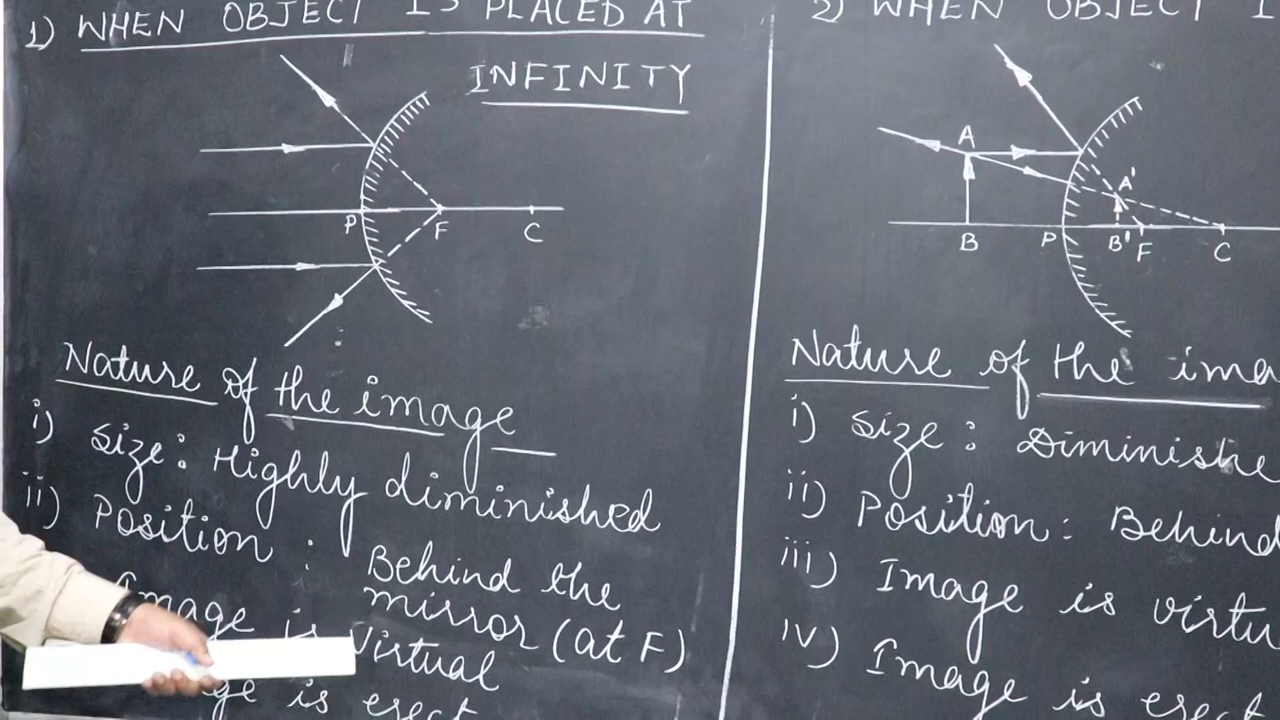 1) WHEN OBJECT IS PLACED AT
INFINITY
P F C
Nature of the image
i) Size: Highly diminished
ii) Position : Behind the
mirror (at F)
Image is Virtual
is erect
2) WHEN OBJECT
A
A'
B P B' F C
Nature of the ima
i) Size : Diminishe
ii) Position : Behind
iii) Image is virtu
iv) Image is erect